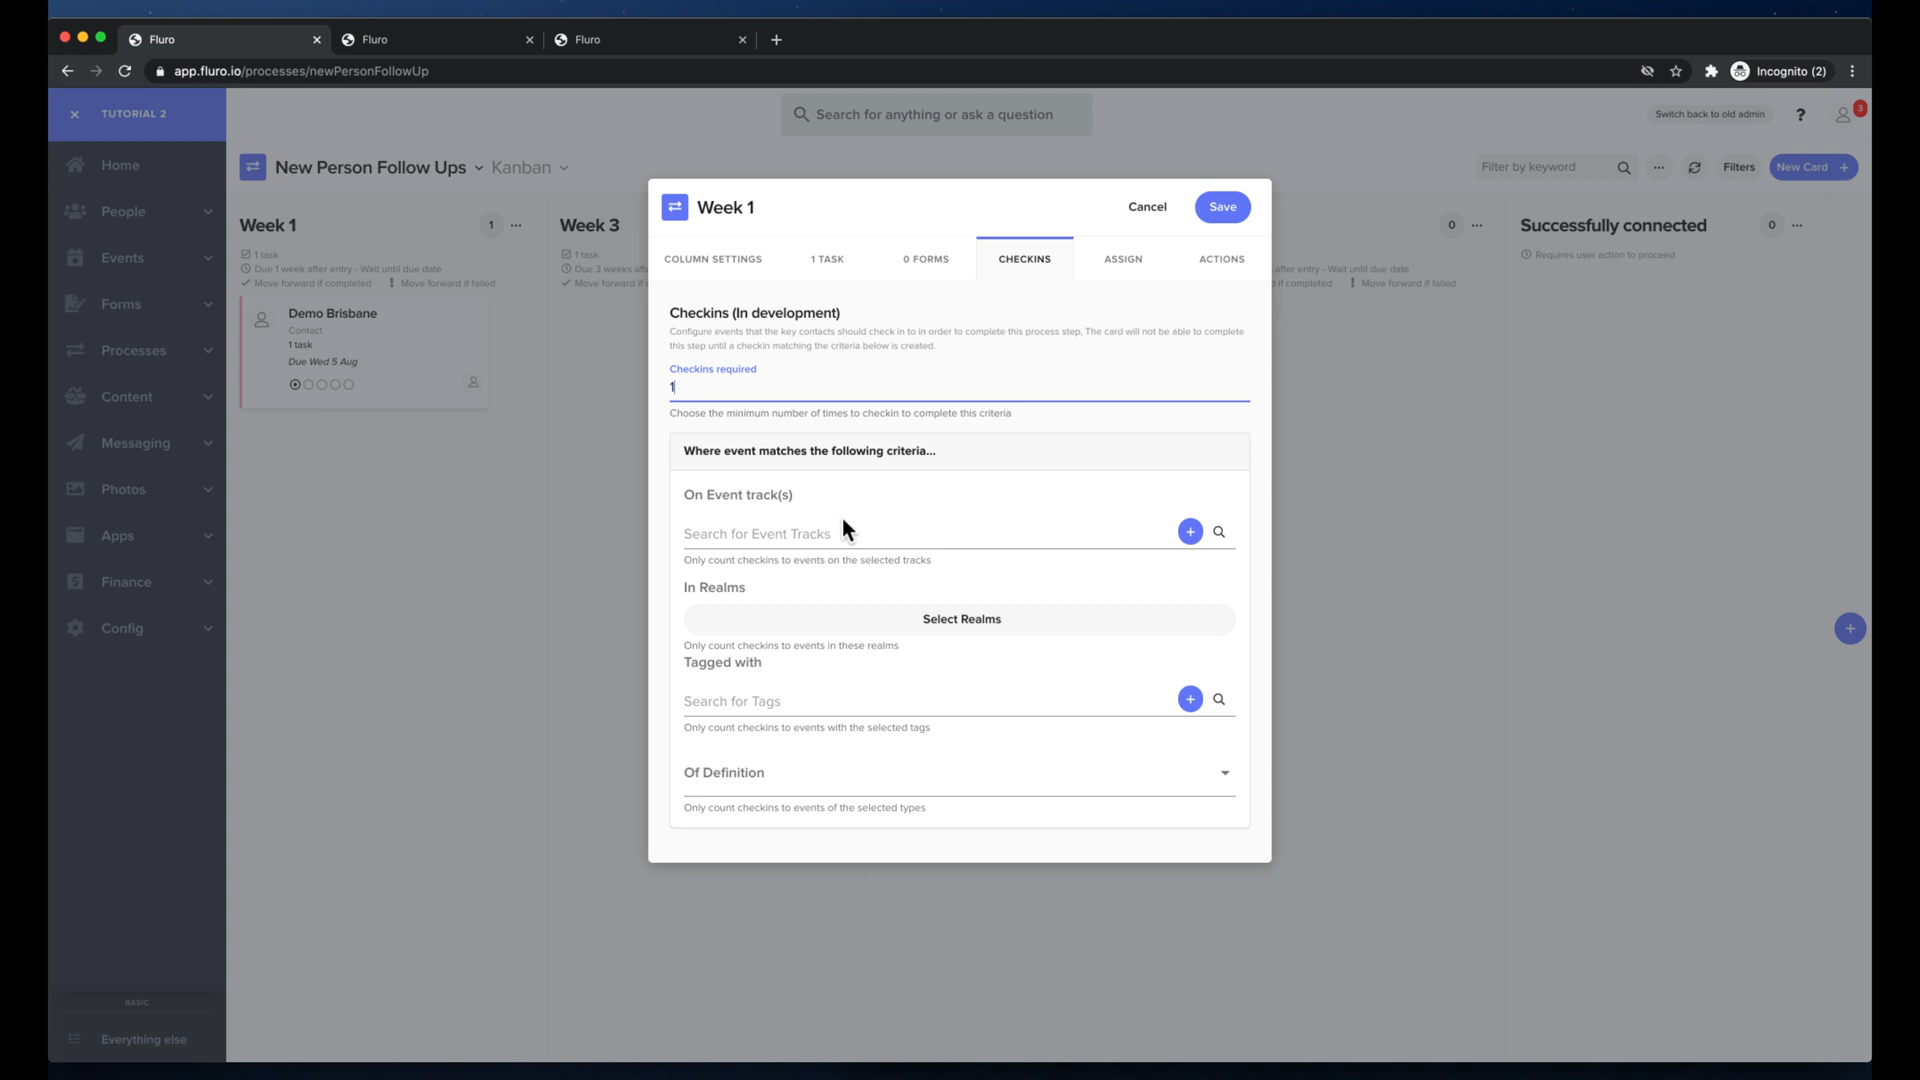 Fluro
Fluro
Fluro
app.fluro.io/processes/newPersonFollowUp
Incognito (2)
TUTORIAL 2
Search for anything or ask a question
Switch back to old admin
?
3
Home
People
Events
Forms
Processes
Content
Messaging
Photos
Apps
Finance
Config
BASIC
Everything else
New Person Follow Ups
Kanban
Filter by keyword
Filters
New Card +
Week 1
1
1 task
Due 1 week after entry - Wait until due date
Move forward if completed
Move forward if failed
Demo Brisbane
Contact
1 task
Due Wed 5 Aug
Week 3
1 task
Due 3 weeks afte
Move forward if c
Week 1
Cancel
Save
COLUMN SETTINGS
1 TASK
0 FORMS
CHECKINS
ASSIGN
ACTIONS
Checkins (In development)
Configure events that the key contacts should check in to in order to complete this process step, The card will not be able to complete
this step until a checkin matching the criteria below is created.
Checkins required
1
Choose the minimum number of times to checkin to complete this criteria
Where event matches the following criteria...
On Event track(s)
Search for Event Tracks
Only count checkins to events on the selected tracks
In Realms
Select Realms
Only count checkins to events in these realms
Tagged with
Search for Tags
Only count checkins to events with the selected tags
Of Definition
Only count checkins to events of the selected types
0
after entry - Wait until due date
d if completed
Move forward if failed
Successfully connected
0
Requires user action to proceed